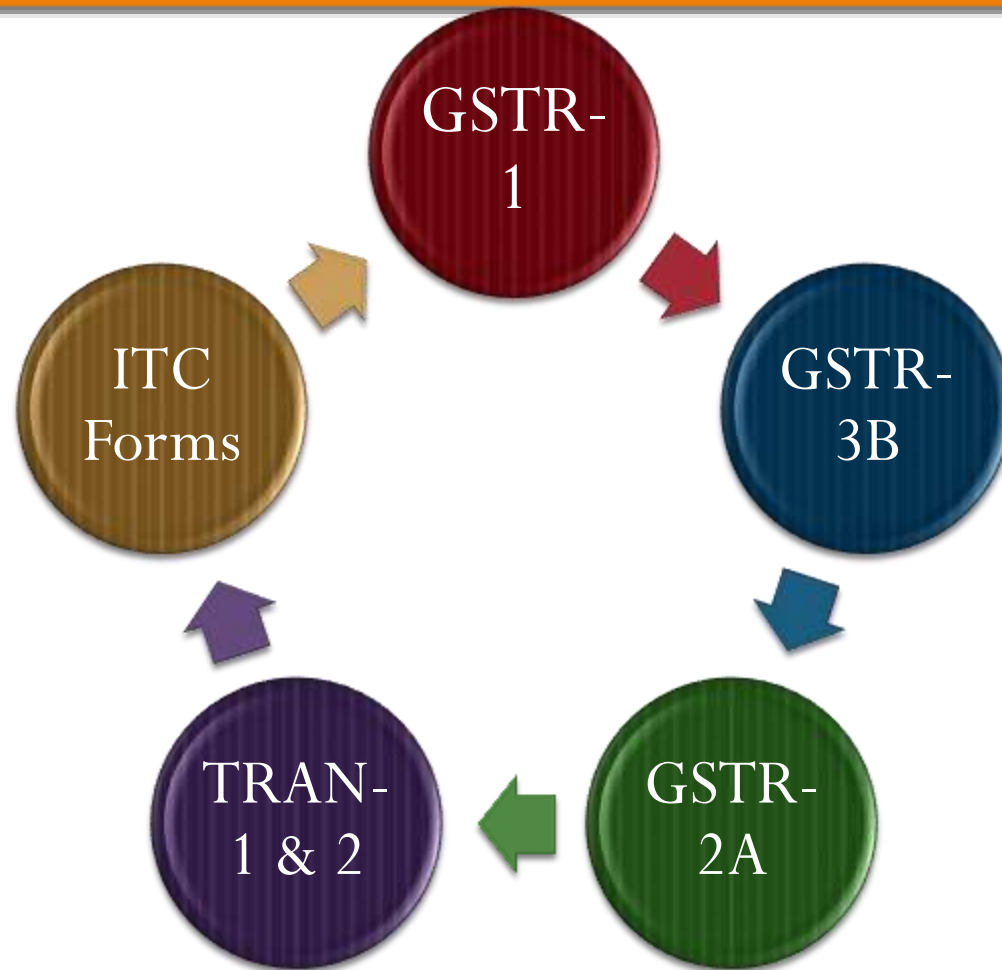 GSTR-
1
GSTR-
3B
GSTR-
2A
TRAN-
1 & 2
ITC
Forms